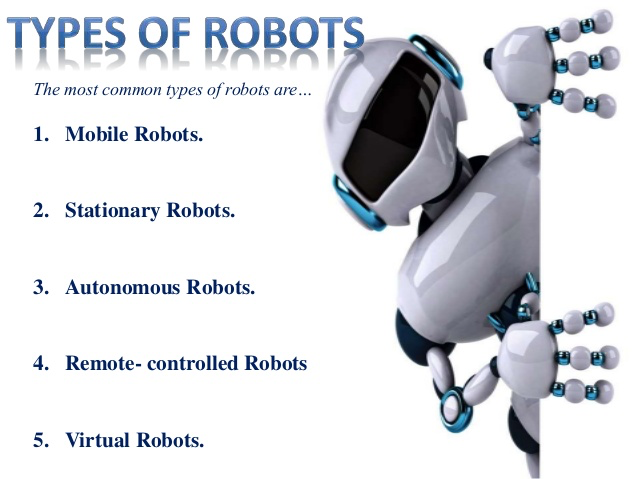 TYPES OF ROBOTS
The most common types of robots are…
1. Mobile Robots.
2. Stationary Robots.
3. Autonomous Robots.
4. Remote- controlled Robots
5. Virtual Robots.